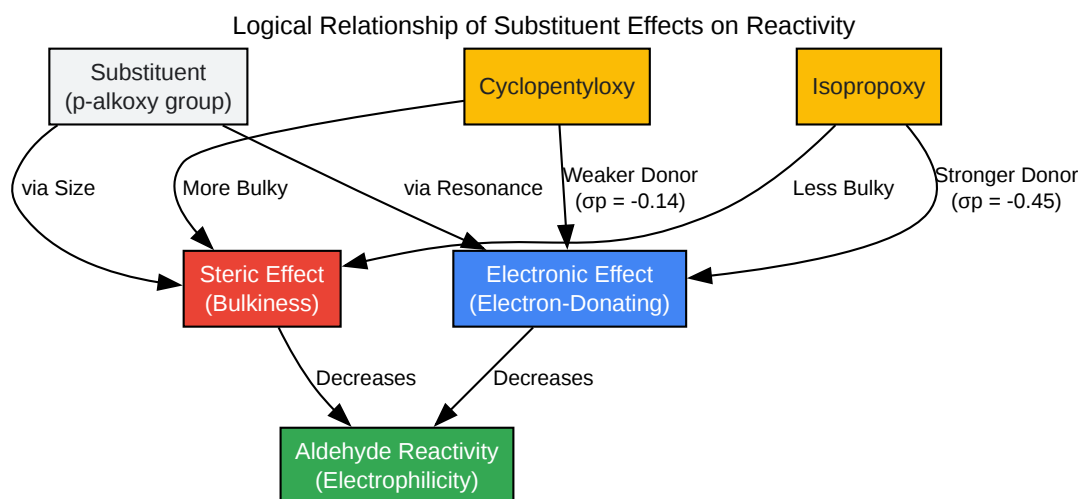 Logical Relationship of Substituent Effects on Reactivity
Substituent
(p-alkoxy group)
Cyclopentyloxy
Isopropoxy
via Size
More Bulky
via Resonance
Weaker Donor
(σp = -0.14)
Less Bulky
Stronger Donor
(σp = -0.45)
Steric Effect
(Bulkiness)
Electronic Effect
(Electron-Donating)
Decreases
Decreases
Aldehyde Reactivity
(Electrophilicity)